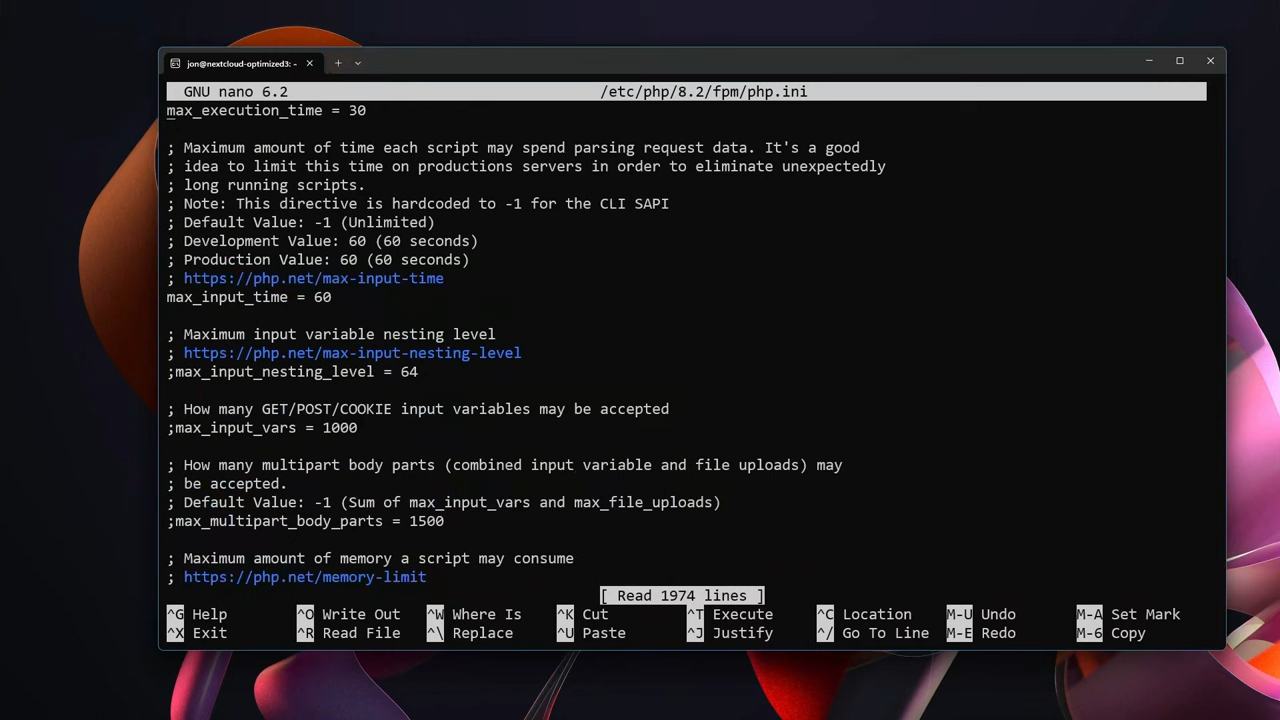 jon@nextcloud-optimized3: ~
GNU nano 6.2 /etc/php/8.2/fpm/php.ini
max_execution_time = 30
; Maximum amount of time each script may spend parsing request data. It's a good
; idea to limit this time on productions servers in order to eliminate unexpectedly
; long running scripts.
; Note: This directive is hardcoded to -1 for the CLI SAPI
; Default Value: -1 (Unlimited)
; Development Value: 60 (60 seconds)
; Production Value: 60 (60 seconds)
; https://php.net/max-input-time
max_input_time = 60
; Maximum input variable nesting level
; https://php.net/max-input-nesting-level
;max_input_nesting_level = 64
; How many GET/POST/COOKIE input variables may be accepted
;max_input_vars = 1000
; How many multipart body parts (combined input variable and file uploads) may
; be accepted.
; Default Value: -1 (Sum of max_input_vars and max_file_uploads)
;max_multipart_body_parts = 1500
; Maximum amount of memory a script may consume
; https://php.net/memory-limit
[ Read 1974 lines ]
^G Help ^O Write Out ^W Where Is ^K Cut ^T Execute ^C Location M-U Undo M-A Set Mark
^X Exit ^R Read File ^\ Replace ^U Paste ^J Justify ^/ Go To Line M-E Redo M-6 Copy